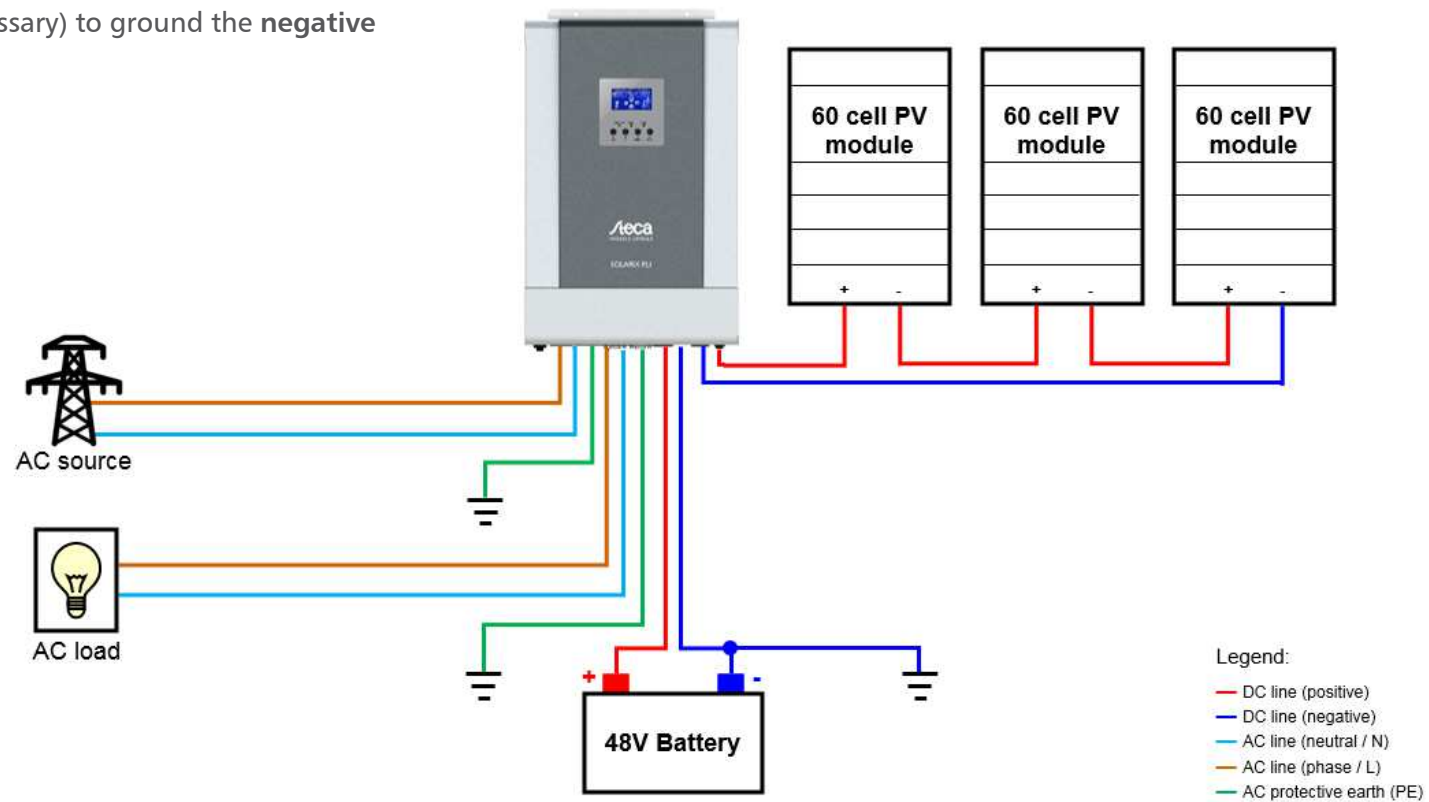 ssary) to ground the negative
60 cell PV
module
60 cell PV
module
60 cell PV
module
+ -
+ -
+ -
Steca
SOLARIX PLI
AC source
AC load
+ -
48V Battery
Legend:
DC line (positive)
DC line (negative)
AC line (neutral / N)
AC line (phase / L)
AC protective earth (PE)